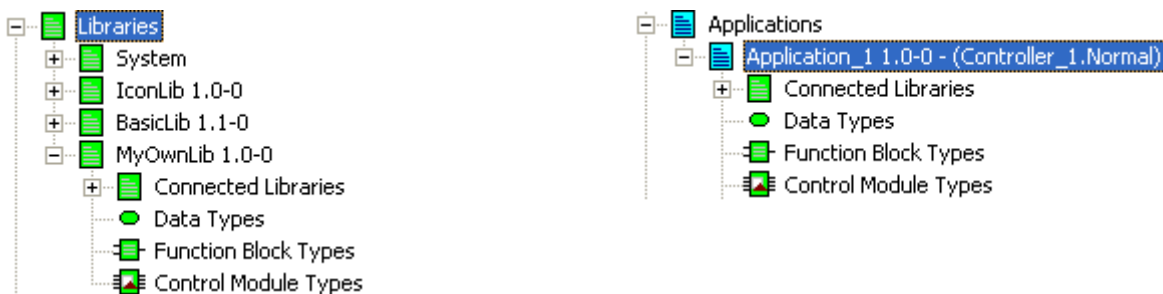 Libraries
System
IconLib 1.0-0
BasicLib 1.1-0
MyOwnLib 1.0-0
Connected Libraries
Data Types
Function Block Types
Control Module Types
Applications
Application_1 1.0-0 - (Controller_1.Normal)
Connected Libraries
Data Types
Function Block Types
Control Module Types